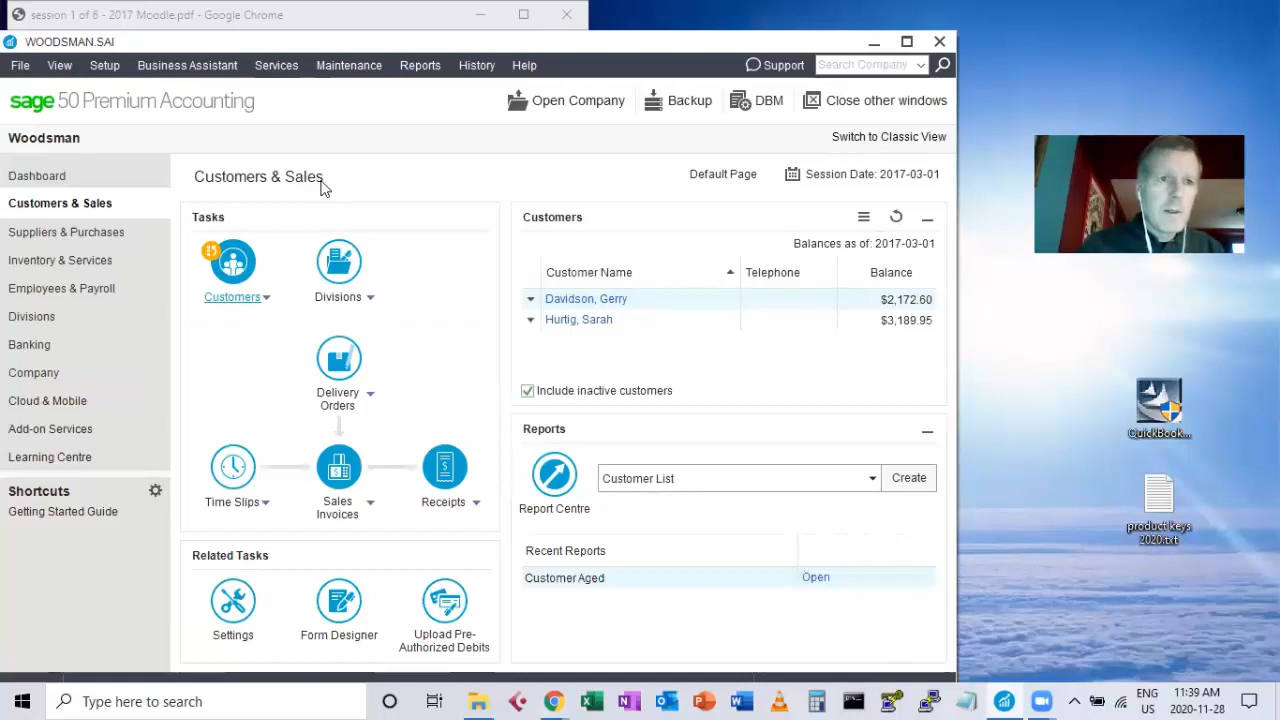 session 1 of 6 - 2017 Moodle.pdf - Google Chrome
WOODSMAN.SAI
File View Setup Business Assistant Services Maintenance Reports History Help Support Search Company
sage 50 Premium Accounting Open Company Backup DBM Close other windows
Woodsman Switch to Classic View
Dashboard
Customers & Sales
Suppliers & Purchases
Inventory & Services
Employees & Payroll
Divisions
Banking
Company
Cloud & Mobile
Add-on Services
Learning Centre
Shortcuts
Getting Started Guide
Customers & Sales Default Page Session Date: 2017-03-01
Tasks
Customers
Divisions
Delivery
Orders
Time Slips
Sales
Invoices
Receipts
Related Tasks
Settings
Form Designer
Upload Pre-
Authorized Debits
Customers
Balances as of: 2017-03-01
Customer Name Telephone Balance
Davidson, Gerry $2,172.60
Hurtig, Sarah $3,189.95
Include inactive customers
Reports
Report Centre
Customer List Create
Recent Reports
Customer Aged Open
QuickBook...
product keys
2020.txt
Type here to search
ENG
US
11:39 AM
2020-11-28